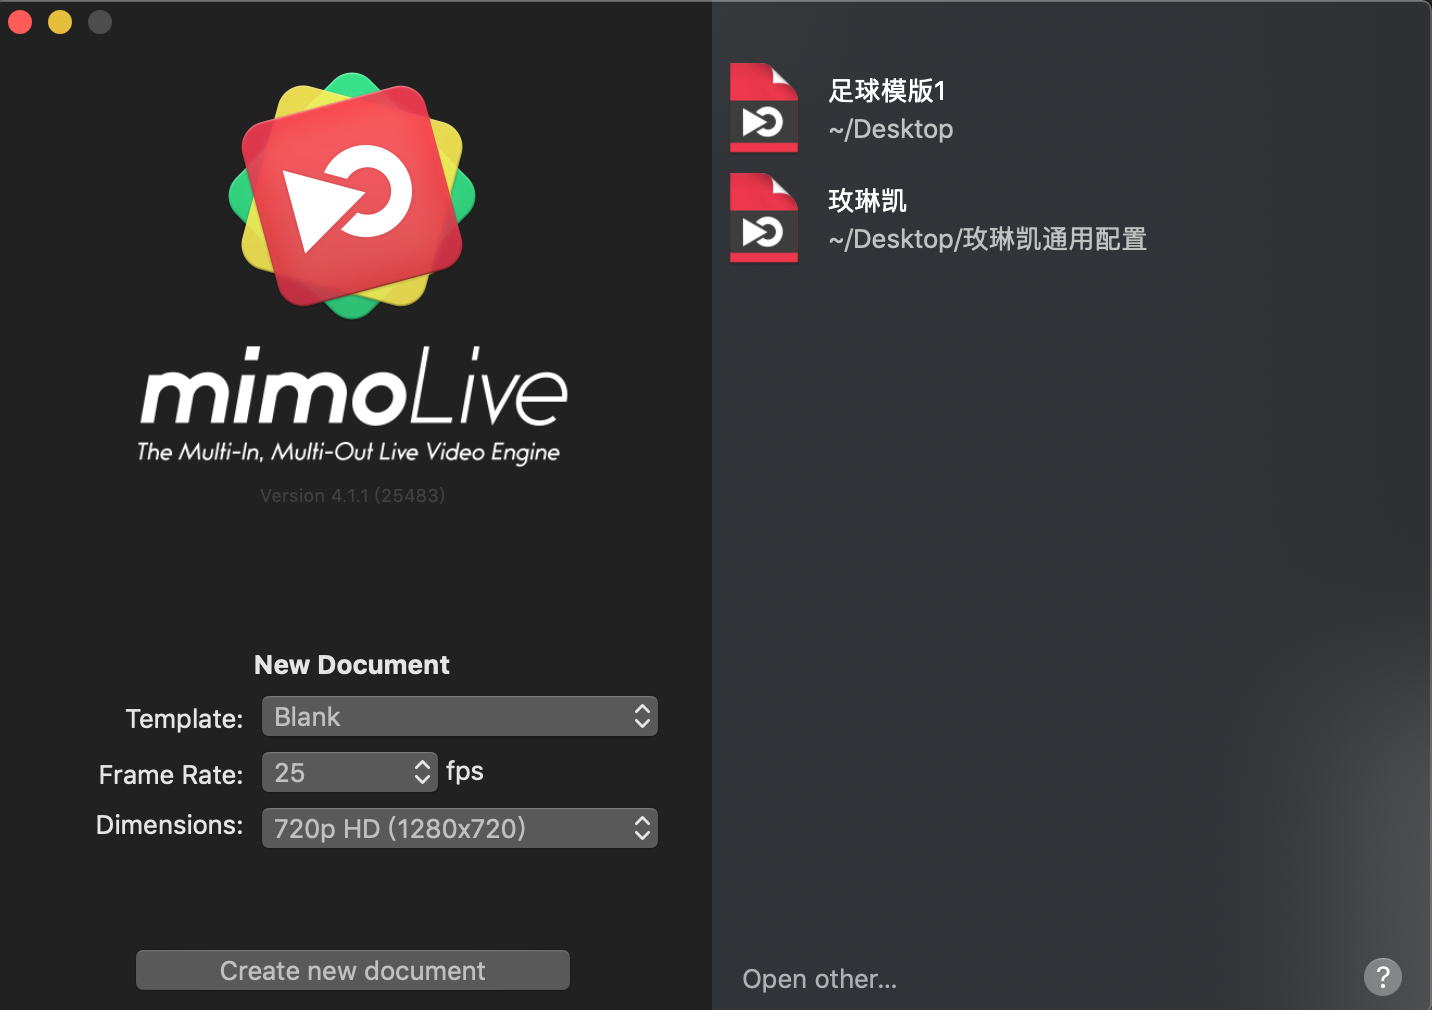 mimoLive
The Multi-In, Multi-Out Live Video Engine
Version 4.1.1 (25483)
New Document
Template: Blank
Frame Rate: 25 fps
Dimensions: 720p HD (1280x720)
Create new document
足球模版1
~/Desktop
玫琳凯
~/Desktop/玫琳凯通用配置
Open other...
?